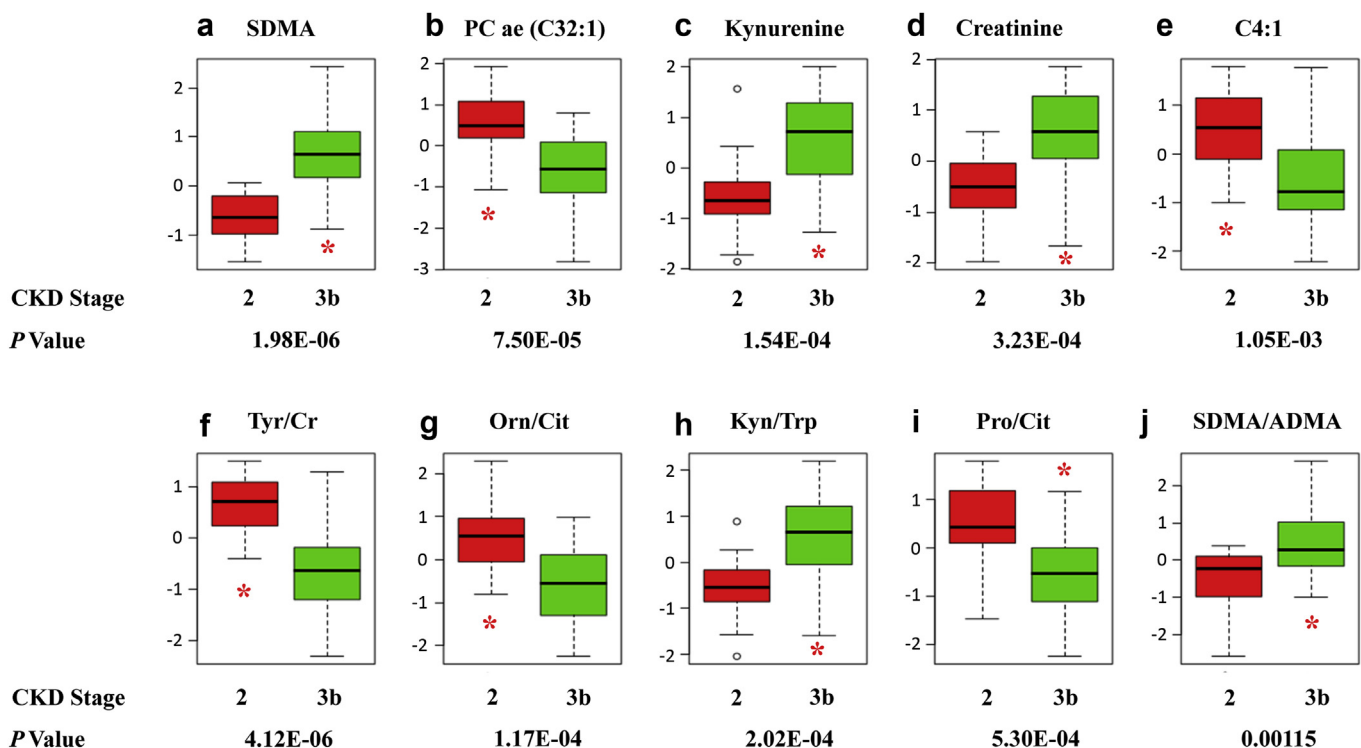 a SDMA b PC ae (C32:1) c Kynurenine d Creatinine e C4:1
2 1 0 -1
2 1 0 -1 -2 -3
2 1 0 -1 -2
2 1 0 -1 -2
1 0 -1 -2
* * * * *
CKD Stage 2 3b 2 3b 2 3b 2 3b 2 3b
P Value 1.98E-06 7.50E-05 1.54E-04 3.23E-04 1.05E-03
f Tyr/Cr g Orn/Cit h Kyn/Trp i Pro/Cit j SDMA/ADMA
1 0 -1 -2
2 1 0 -1 -2
2 1 0 -1 -2
1 0 -1 -2
2 1 0 -1 -2
* * * * *
CKD Stage 2 3b 2 3b 2 3b 2 3b 2 3b
P Value 4.12E-06 1.17E-04 2.02E-04 5.30E-04 0.00115